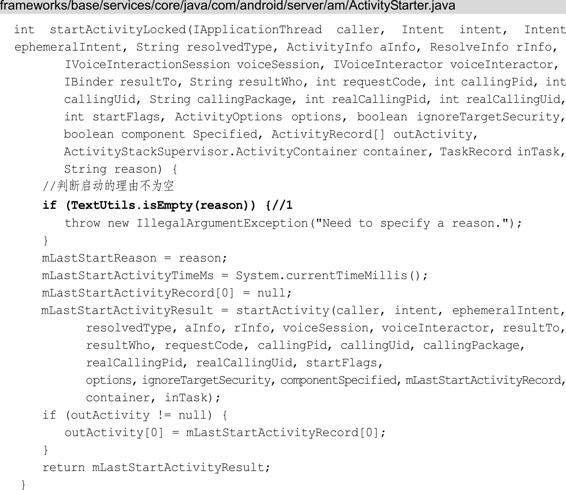 frameworks/base/services/core/java/com/android/server/am/ActivityStarter.java
int startActivityLocked(IApplicationThread caller, Intent intent, Intent
ephemeralIntent, String resolvedType, ActivityInfo aInfo, ResolveInfo rInfo,
IVoiceInteractionSession voiceSession, IVoiceInteractor voiceInteractor,
IBinder resultTo, String resultWho, int requestCode, int callingPid, int
callingUid, String callingPackage, int realCallingPid, int realCallingUid,
int startFlags, ActivityOptions options, boolean ignoreTargetSecurity,
boolean component Specified, ActivityRecord[] outActivity,
ActivityStackSupervisor.ActivityContainer container, TaskRecord inTask,
String reason) {
//判断启动的理由不为空
if (TextUtils.isEmpty(reason)) {//1
throw new IllegalArgumentException("Need to specify a reason.");
}
mLastStartReason = reason;
mLastStartActivityTimeMs = System.currentTimeMillis();
mLastStartActivityRecord[0] = null;
mLastStartActivityResult = startActivity(caller, intent, ephemeralIntent,
resolvedType, aInfo, rInfo, voiceSession, voiceInteractor, resultTo,
resultWho, requestCode, callingPid, callingUid, callingPackage,
realCallingPid, realCallingUid, startFlags,
options, ignoreTargetSecurity, componentSpecified, mLastStartActivityRecord,
container, inTask);
if (outActivity != null) {
outActivity[0] = mLastStartActivityRecord[0];
}
return mLastStartActivityResult;
}